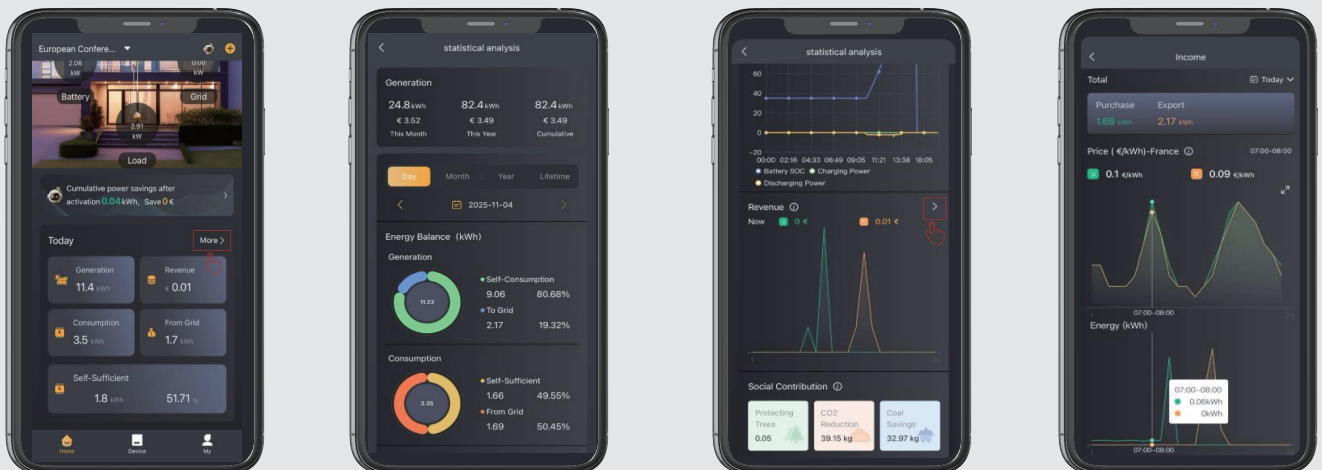 European Confere...
2.08
kW
0.00
kW
Battery
Grid
2.91
kW
Load
Cumulative power savings after
activation 0.04 kWh, Save 0 €
Today
More >
Generation
11.4 kWh
Revenue
€ 0.01
Consumption
3.5 kWh
From Grid
1.7 kWh
Self-Sufficient
1.8 kWh
51.71 %
Home
Device
My
statistical analysis
Generation
24.8 kWh
82.4 kWh
82.4 kWh
€ 3.52
€ 3.49
€ 3.49
This Month
This Year
Cumulative
Day
Month
Year
Lifetime
2025-11-04
Energy Balance (kWh)
Generation
11.23
Self-Consumption
9.06 80.68%
To Grid
2.17 19.32%
Consumption
3.35
Self-Sufficient
1.66 49.55%
From Grid
1.69 50.45%
statistical analysis
60
40
20
0
-20
00:00 02:16 04:33 06:49 09:05 11:21 13:38 18:05
Battery SOC Charging Power
Discharging Power
Revenue
Now 0 € 0.01 €
1 24
Social Contribution
Protecting
Trees
0.05
CO2
Reduction
39.15 kg
Coal
Savings
32.97 kg
Income
Total
Today
Purchase
Export
1.69 kWh
2.17 kWh
Price ( €/kWh)-France
07:00-08:00
0.1 €/kWh
0.09 €/kWh
1 07:00-08:00 24
Energy (kWh)
07:00-08:00
0.06kWh
0kWh
1 07:00-08:00 24